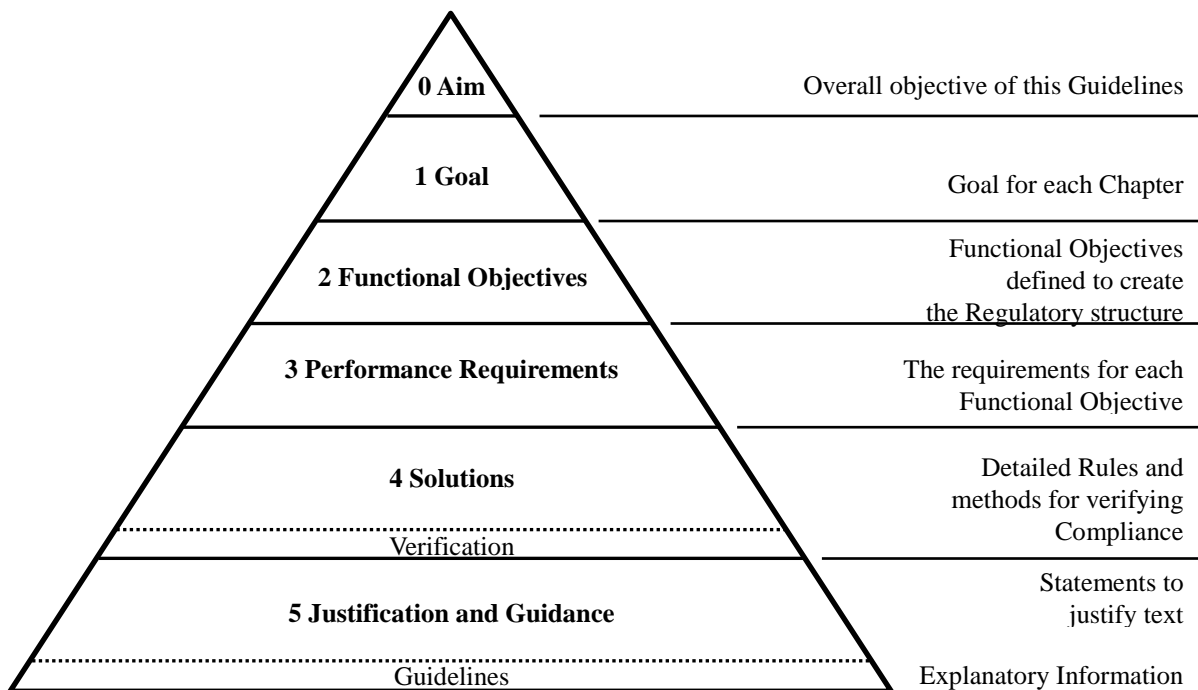 0 Aim
Overall objective of this Guidelines
1 Goal
Goal for each Chapter
2 Functional Objectives
Functional Objectives
defined to create
the Regulatory structure
3 Performance Requirements
The requirements for each
Functional Objective
4 Solutions
Detailed Rules and
methods for verifying
Compliance
Verification
5 Justification and Guidance
Statements to
justify text
Guidelines
Explanatory Information